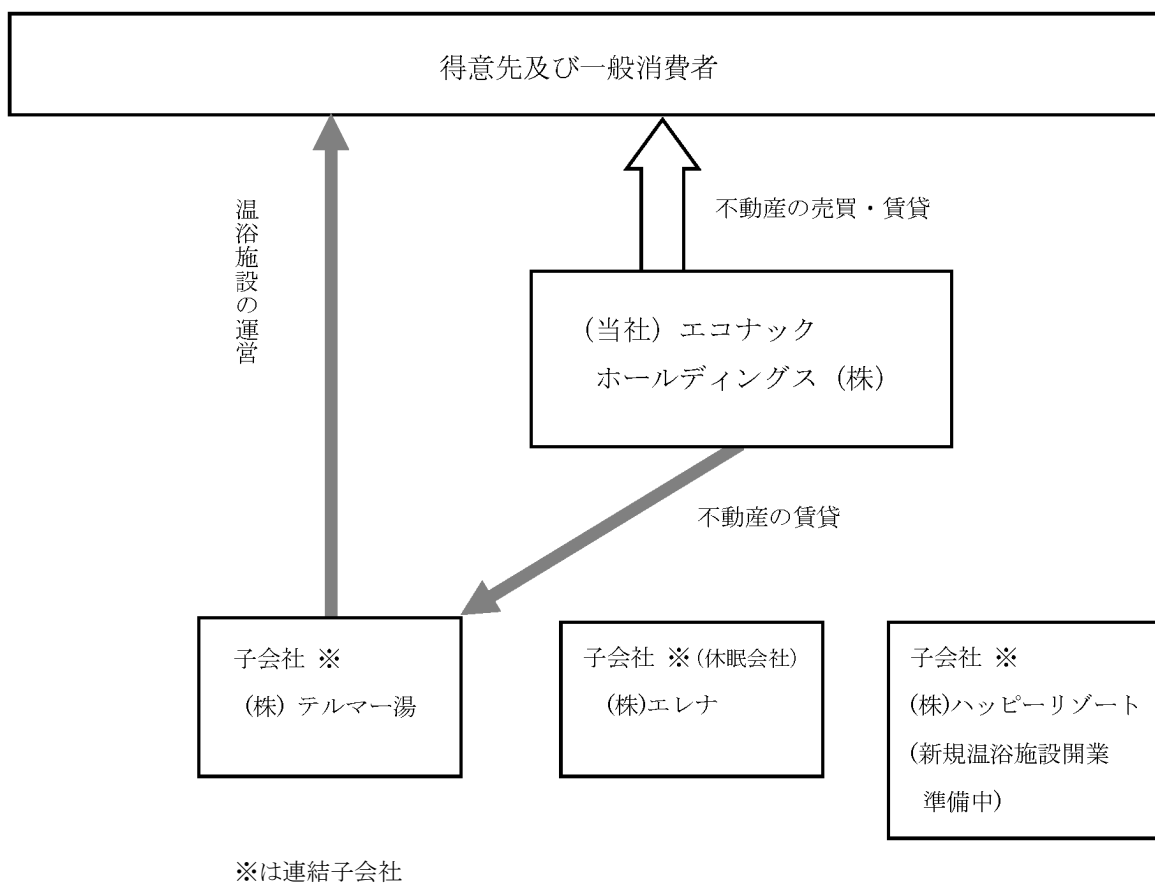 得意先及び一般消費者
温浴施設の運営
不動産の売買・賃貸
(当社) エコナック
ホールディングス (株)
不動産の賃貸
子会社 ※
(株) テルマー湯
子会社 ※ (休眠会社)
(株)エレナ
子会社 ※
(株)ハッピーリゾート
(新規温浴施設開業
準備中)
※は連結子会社